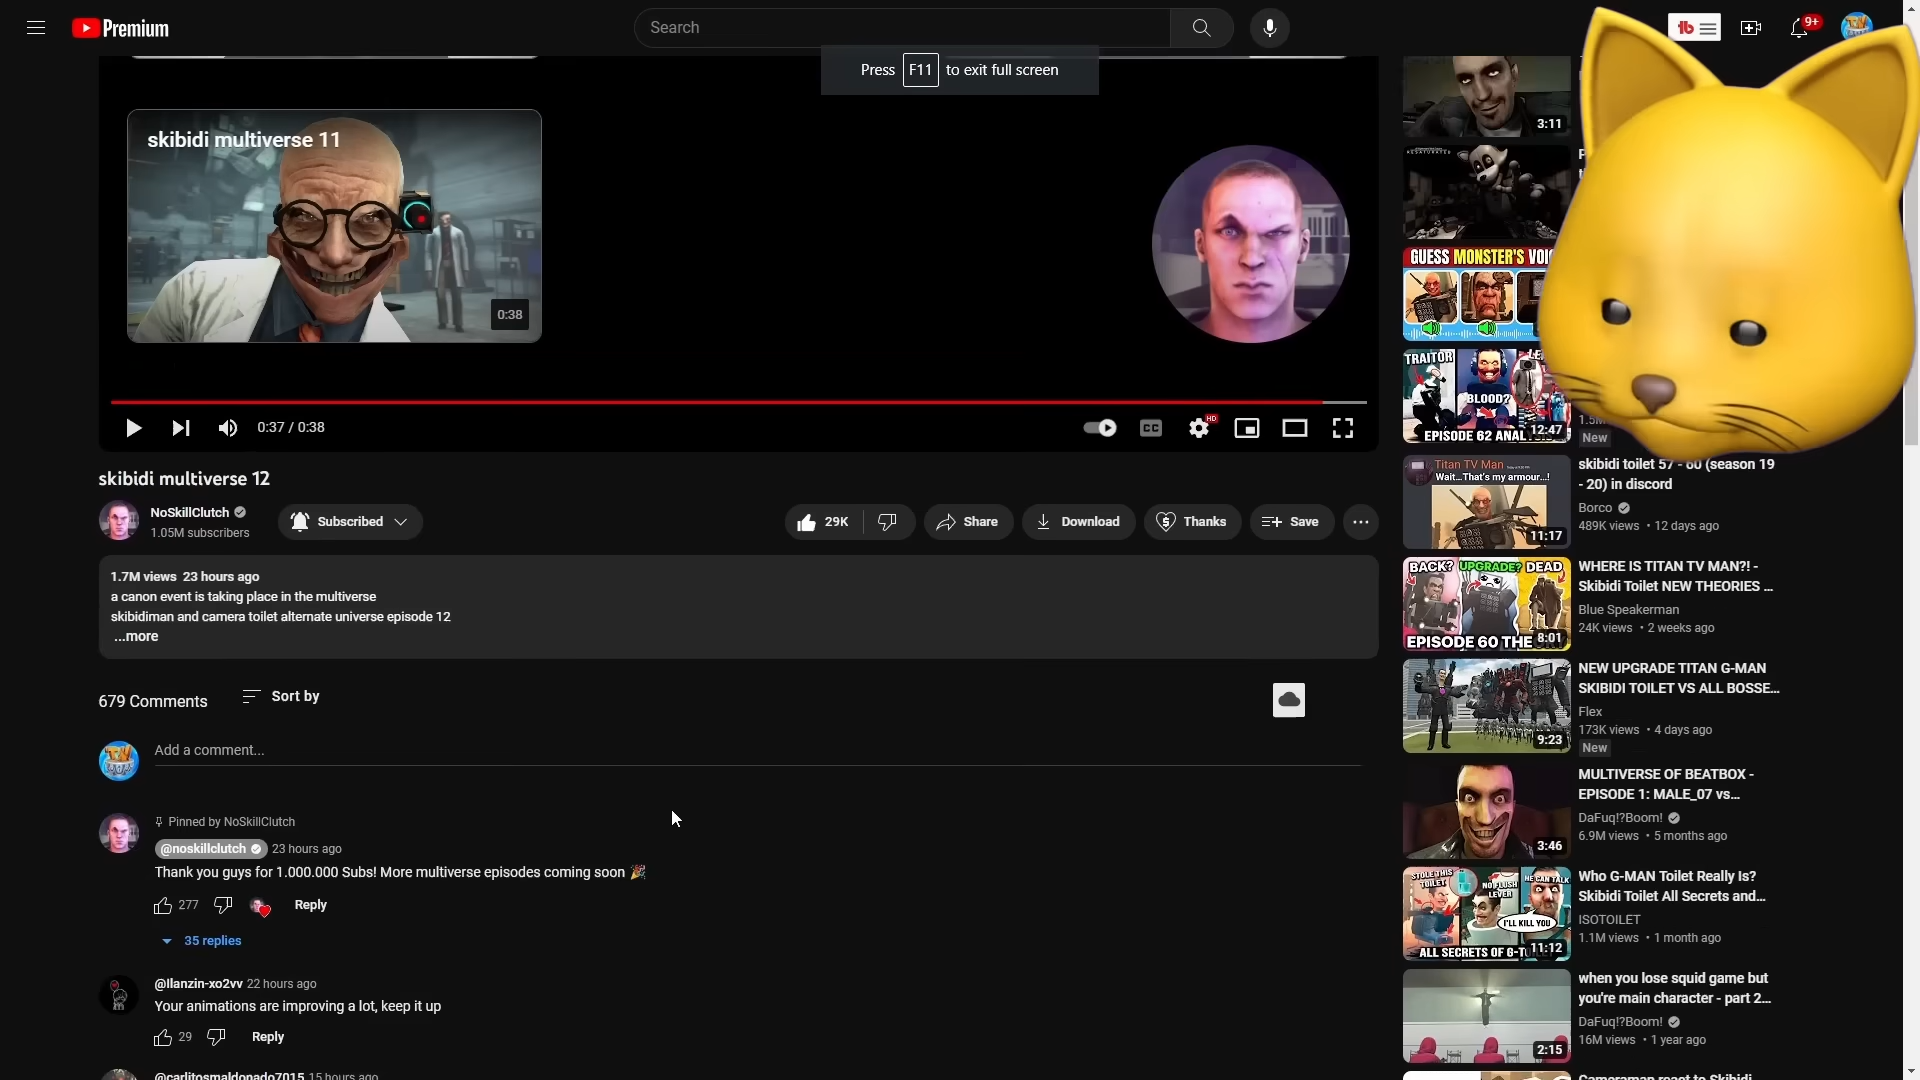 Premium
Search
9+
Press F11 to exit full screen
skibidi multiverse 11
0:38
0:37 / 0:38
CC
HD
skibidi multiverse 12
NoSkillClutch
1.05M subscribers
Subscribed
29K
Share
Download
Thanks
Save
1.7M views 23 hours ago
a canon event is taking place in the multiverse
skibidiman and camera toilet alternate universe episode 12
...more
679 Comments
Sort by
Add a comment...
Pinned by NoSkillClutch
@noskillclutch 23 hours ago
Thank you guys for 1.000.000 Subs! More multiverse episodes coming soon 🎉
277
Reply
35 replies
@llanzin-xo2vv 22 hours ago
Your animations are improving a lot, keep it up
29
Reply
@carlitosmaldonado7015 15 hours ago
3:11
GUESS MONSTER'S
TRAITOR
BLOOD?
EPISODE 62
12:47
New
Titan TV Man
Wait...That's my armour...!
11:17
skibidi toilet 57 - 60 (season 19
- 20) in discord
Borco
489K views • 12 days ago
BACK? UPGRADE? DEAD
EPISODE 60 THE
8:01
WHERE IS TITAN TV MAN?! -
Skibidi Toilet NEW THEORIES ...
Blue Speakerman
24K views • 2 weeks ago
9:23
NEW UPGRADE TITAN G-MAN
SKIBIDI TOILET VS ALL BOSSE...
Flex
173K views • 4 days ago
New
3:46
MULTIVERSE OF BEATBOX -
EPISODE 1: MALE_07 vs...
DaFuq!?Boom!
6.9M views • 5 months ago
STOLE THIS TOILET
NO FLUSH LEVER
HE CAN TALK
I'LL KILL YOU
ALL SECRETS OF G-T
11:12
Who G-MAN Toilet Really Is?
Skibidi Toilet All Secrets and...
ISOTOILET
1.1M views • 1 month ago
2:15
when you lose squid game but
you're main character - part 2...
DaFuq!?Boom!
16M views • 1 year ago
Cameraman react to Skibidi